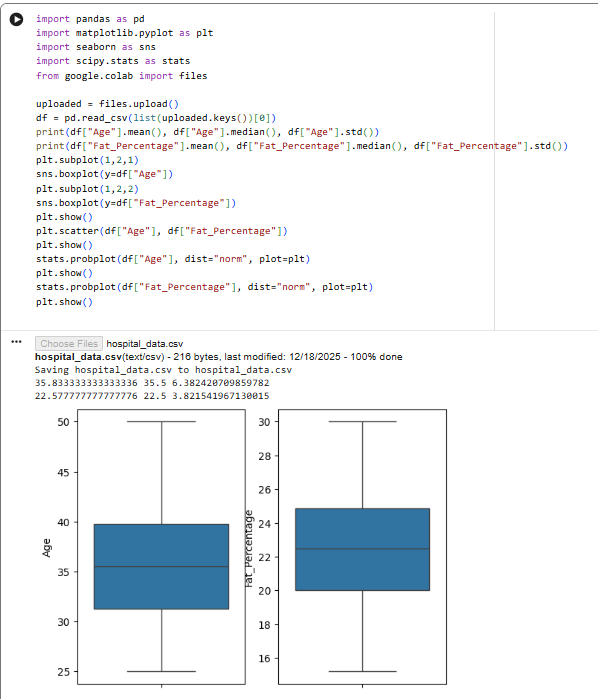 import pandas as pd
import matplotlib.pyplot as plt
import seaborn as sns
import scipy.stats as stats
from google.colab import files

uploaded = files.upload()
df = pd.read_csv(list(uploaded.keys())[0])
print(df["Age"].mean(), df["Age"].median(), df["Age"].std())
print(df["Fat_Percentage"].mean(), df["Fat_Percentage"].median(), df["Fat_Percentage"].std())
plt.subplot(1,2,1)
sns.boxplot(y=df["Age"])
plt.subplot(1,2,2)
sns.boxplot(y=df["Fat_Percentage"])
plt.show()
plt.scatter(df["Age"], df["Fat_Percentage"])
plt.show()
stats.probplot(df["Age"], dist="norm", plot=plt)
plt.show()
stats.probplot(df["Fat_Percentage"], dist="norm", plot=plt)
plt.show()
Choose Files hospital_data.csv
hospital_data.csv(text/csv) - 216 bytes, last modified: 12/18/2025 - 100% done
Saving hospital_data.csv to hospital_data.csv
35.833333333333336 35.5 6.382420709859782
22.577777777777776 22.5 3.821541967130015
Age
50
45
40
35
30
25
Fat_Percentage
30
28
26
24
22
20
18
16